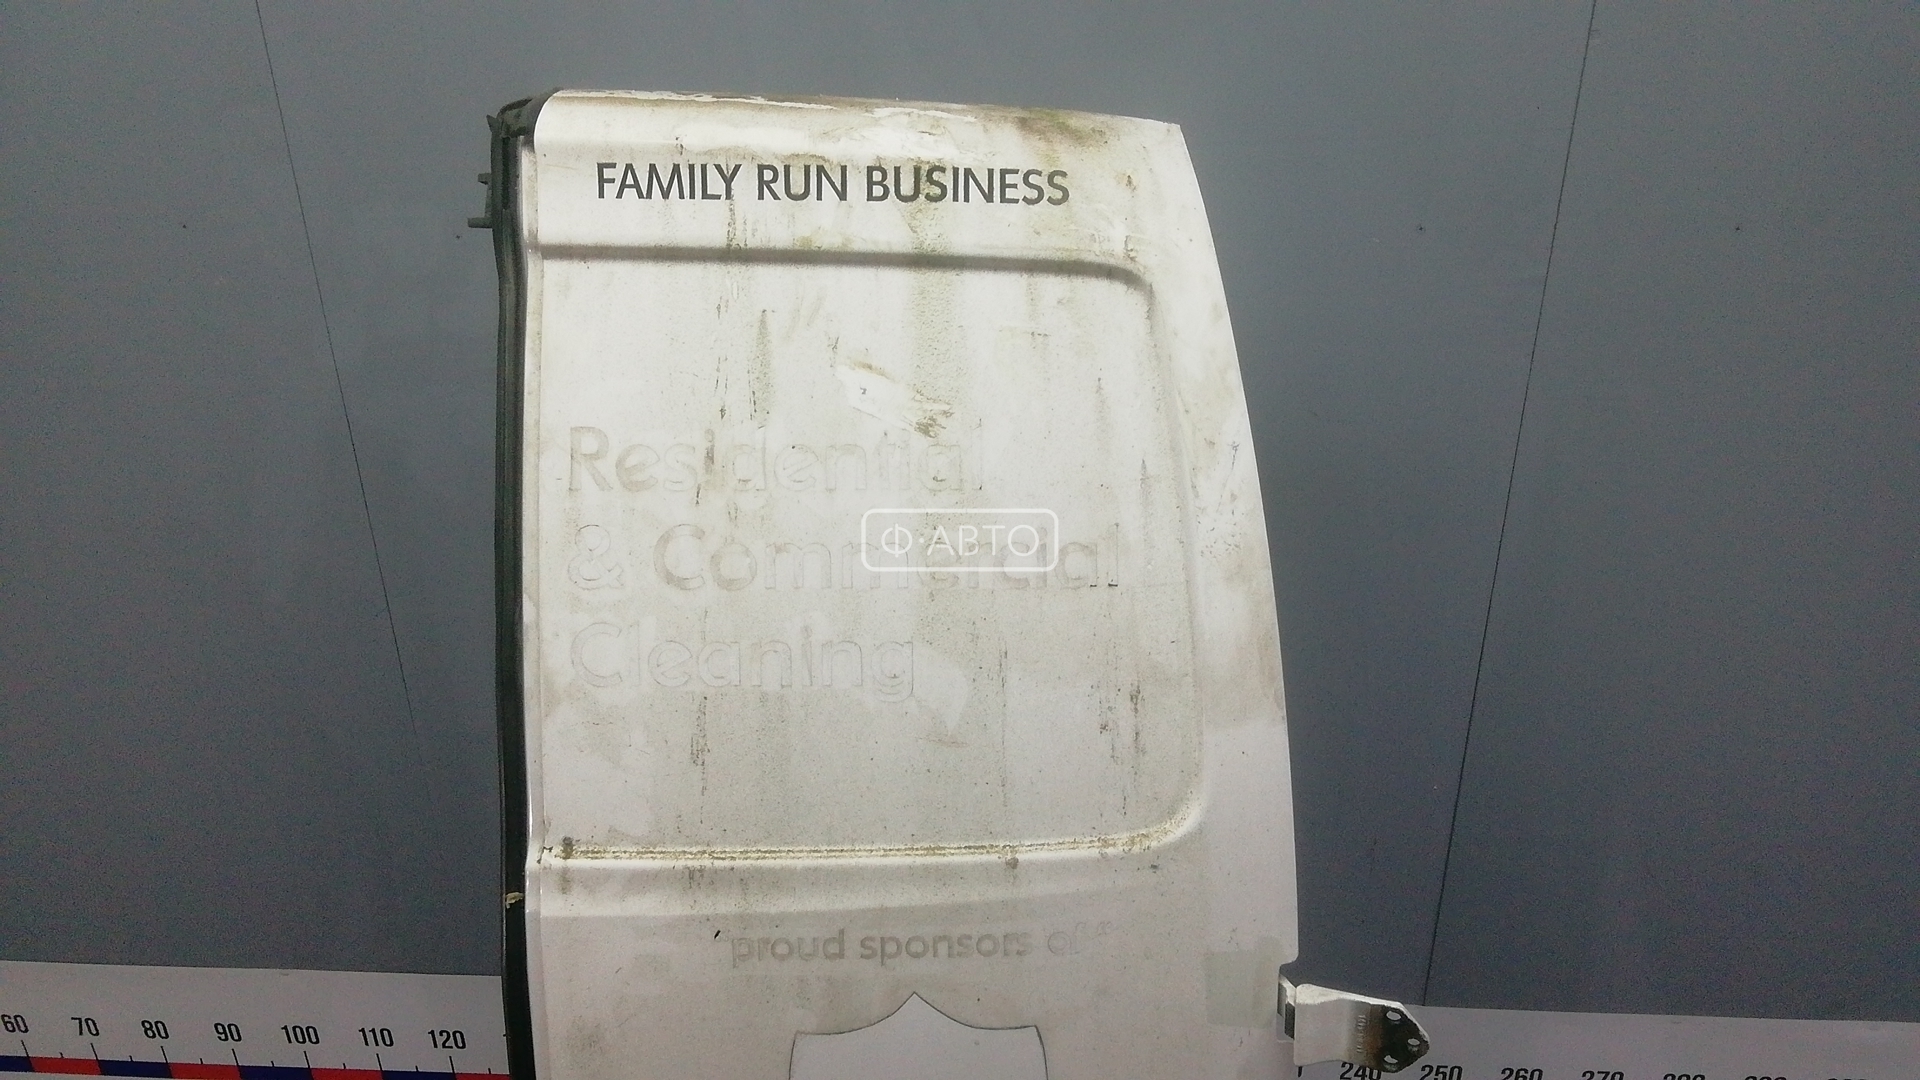 FAMILY RUN BUSINESS
Residential
& Commercial
Ф·АВТО
Cleaning
"proud sponsors of"
60 70 80 90 100 110 120
240 250 260 270